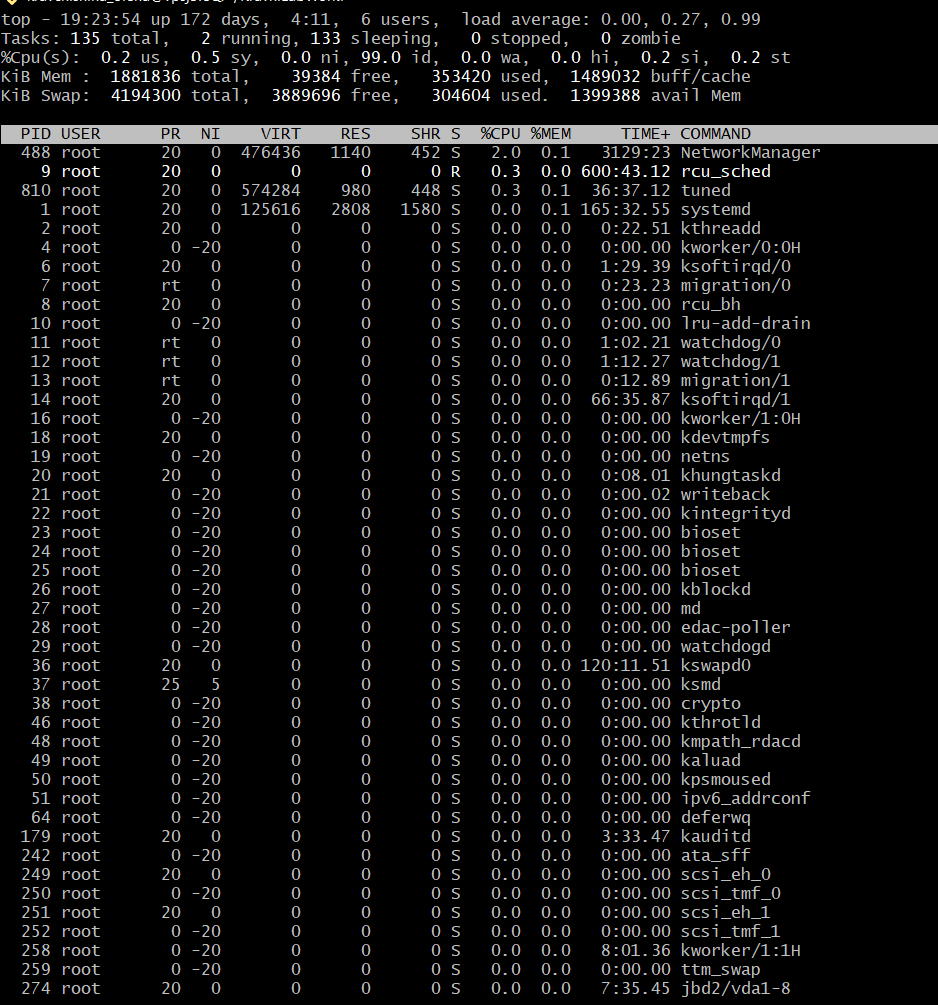 top - 19:23:54 up 172 days,  4:11,  6 users,  load average: 0.00, 0.27, 0.99
Tasks: 135 total,   2 running, 133 sleeping,   0 stopped,   0 zombie
%Cpu(s):  0.2 us,  0.5 sy,  0.0 ni, 99.0 id,  0.0 wa,  0.0 hi,  0.2 si,  0.2 st
KiB Mem :  1881836 total,    39384 free,   353420 used,  1489032 buff/cache
KiB Swap:  4194300 total,  3889696 free,   304604 used.  1399388 avail Mem
PID USER PR NI VIRT RES SHR S %CPU %MEM TIME+ COMMAND
488 root 20 0 476436 1140 452 S 2.0 0.1 3129:23 NetworkManager
9 root 20 0 0 0 0 R 0.3 0.0 600:43.12 rcu_sched
810 root 20 0 574284 980 448 S 0.3 0.1 36:37.12 tuned
1 root 20 0 125616 2808 1580 S 0.0 0.1 165:32.55 systemd
2 root 20 0 0 0 0 S 0.0 0.0 0:22.51 kthreadd
4 root 0 -20 0 0 0 S 0.0 0.0 0:00.00 kworker/0:0H
6 root 20 0 0 0 0 S 0.0 0.0 1:29.39 ksoftirqd/0
7 root rt 0 0 0 0 S 0.0 0.0 0:23.23 migration/0
8 root 20 0 0 0 0 S 0.0 0.0 0:00.00 rcu_bh
10 root 0 -20 0 0 0 S 0.0 0.0 0:00.00 lru-add-drain
11 root rt 0 0 0 0 S 0.0 0.0 1:02.21 watchdog/0
12 root rt 0 0 0 0 S 0.0 0.0 1:12.27 watchdog/1
13 root rt 0 0 0 0 S 0.0 0.0 0:12.89 migration/1
14 root 20 0 0 0 0 S 0.0 0.0 66:35.87 ksoftirqd/1
16 root 0 -20 0 0 0 S 0.0 0.0 0:00.00 kworker/1:0H
18 root 20 0 0 0 0 S 0.0 0.0 0:00.00 kdevtmpfs
19 root 0 -20 0 0 0 S 0.0 0.0 0:00.00 netns
20 root 20 0 0 0 0 S 0.0 0.0 0:08.01 khungtaskd
21 root 0 -20 0 0 0 S 0.0 0.0 0:00.02 writeback
22 root 0 -20 0 0 0 S 0.0 0.0 0:00.00 kintegrityd
23 root 0 -20 0 0 0 S 0.0 0.0 0:00.00 bioset
24 root 0 -20 0 0 0 S 0.0 0.0 0:00.00 bioset
25 root 0 -20 0 0 0 S 0.0 0.0 0:00.00 bioset
26 root 0 -20 0 0 0 S 0.0 0.0 0:00.00 kblockd
27 root 0 -20 0 0 0 S 0.0 0.0 0:00.00 md
28 root 0 -20 0 0 0 S 0.0 0.0 0:00.00 edac-poller
29 root 0 -20 0 0 0 S 0.0 0.0 0:00.00 watchdogd
36 root 20 0 0 0 0 S 0.0 0.0 120:11.51 kswapd0
37 root 25 5 0 0 0 S 0.0 0.0 0:00.00 ksmd
38 root 0 -20 0 0 0 S 0.0 0.0 0:00.00 crypto
46 root 0 -20 0 0 0 S 0.0 0.0 0:00.00 kthrotld
48 root 0 -20 0 0 0 S 0.0 0.0 0:00.00 kmpath_rdacd
49 root 0 -20 0 0 0 S 0.0 0.0 0:00.00 kaluad
50 root 0 -20 0 0 0 S 0.0 0.0 0:00.00 kpsmoused
51 root 0 -20 0 0 0 S 0.0 0.0 0:00.00 ipv6_addrconf
64 root 0 -20 0 0 0 S 0.0 0.0 0:00.00 deferwq
179 root 20 0 0 0 0 S 0.0 0.0 3:33.47 kauditd
242 root 0 -20 0 0 0 S 0.0 0.0 0:00.00 ata_sff
249 root 20 0 0 0 0 S 0.0 0.0 0:00.00 scsi_eh_0
250 root 0 -20 0 0 0 S 0.0 0.0 0:00.00 scsi_tmf_0
251 root 20 0 0 0 0 S 0.0 0.0 0:00.00 scsi_eh_1
252 root 0 -20 0 0 0 S 0.0 0.0 0:00.00 scsi_tmf_1
258 root 0 -20 0 0 0 S 0.0 0.0 8:01.36 kworker/1:1H
259 root 0 -20 0 0 0 S 0.0 0.0 0:00.00 ttm_swap
274 root 20 0 0 0 0 S 0.0 0.0 7:35.45 jbd2/vda1-8